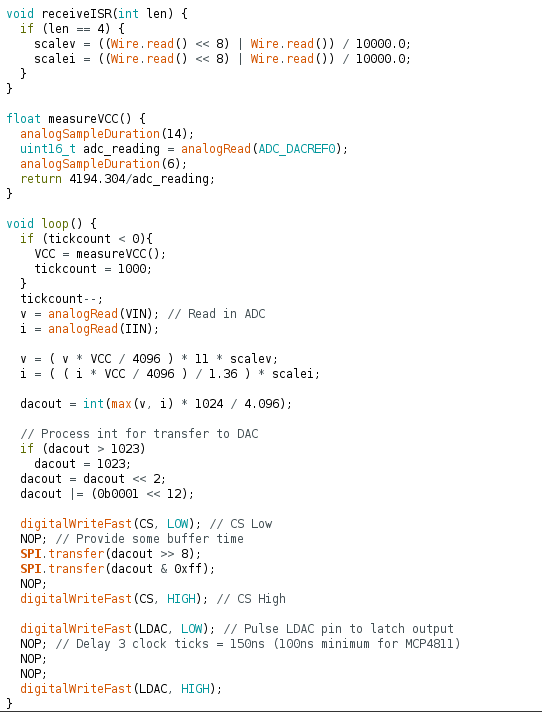 void receiveISR(int len) {
  if (len == 4) {
    scalev = ((Wire.read() << 8) | Wire.read()) / 10000.0;
    scalei = ((Wire.read() << 8) | Wire.read()) / 10000.0;
  }
}

float measureVCC() {
  analogSampleDuration(14);
  uint16_t adc_reading = analogRead(ADC_DACREF0);
  analogSampleDuration(6);
  return 4194.304/adc_reading;
}

void loop() {
  if (tickcount < 0){
    VCC = measureVCC();
    tickcount = 1000;
  }
  tickcount--;
  v = analogRead(VIN); // Read in ADC
  i = analogRead(IIN);

  v = ( v * VCC / 4096 ) * 11 * scalev;
  i = ( ( i * VCC / 4096 ) / 1.36 ) * scalei;

  dacout = int(max(v, i) * 1024 / 4.096);

  // Process int for transfer to DAC
  if (dacout > 1023)
    dacout = 1023;
  dacout = dacout << 2;
  dacout |= (0b0001 << 12);

  digitalWriteFast(CS, LOW); // CS Low
  NOP; // Provide some buffer time
  SPI.transfer(dacout >> 8);
  SPI.transfer(dacout & 0xff);
  NOP;
  digitalWriteFast(CS, HIGH); // CS High

  digitalWriteFast(LDAC, LOW); // Pulse LDAC pin to latch output
  NOP; // Delay 3 clock ticks = 150ns (100ns minimum for MCP4811)
  NOP;
  NOP;
  digitalWriteFast(LDAC, HIGH);
}